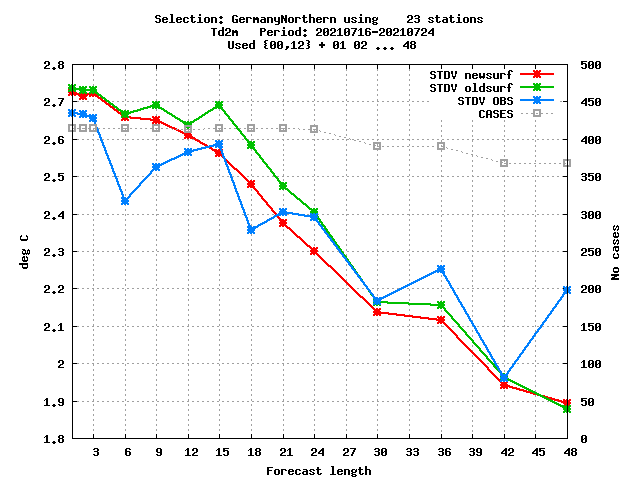 Selection: GermanyNorthern using    23 stations
Td2m   Period: 20210716-20210724
Used {00,12} + 01 02 ... 48
STDV newsurf
STDV oldsurf
STDV OBS
CASES
2,8
2,7
2,6
2,5
2,4
2,3
2,2
2,1
2
1,9
1,8
deg C
500
450
400
350
300
250
200
150
100
50
0
No cases
3 6 9 12 15 18 21 24 27 30 33 36 39 42 45 48
Forecast length